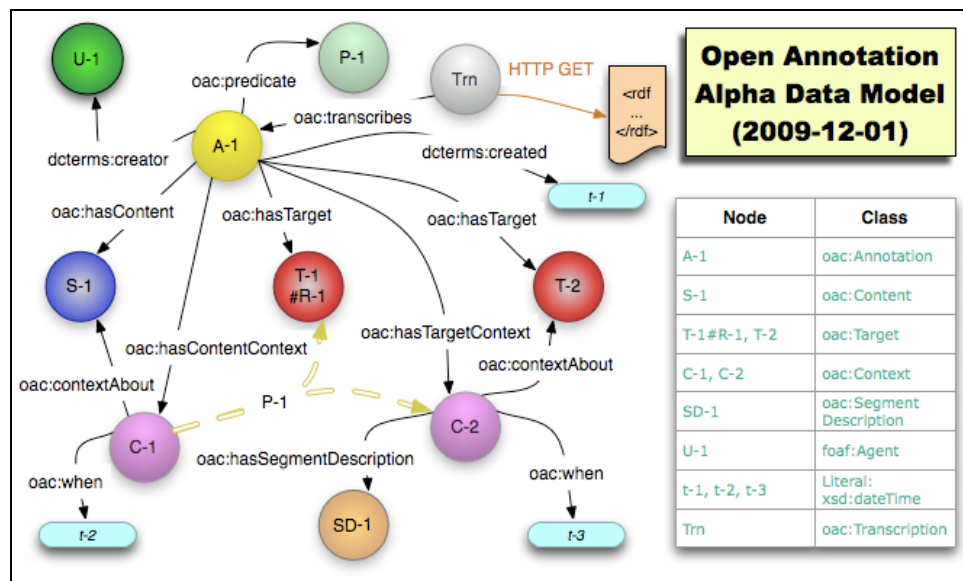 U-1
P-1
Trn
HTTP GET
<rdf
...
</rdf>
Open Annotation
Alpha Data Model
(2009-12-01)
oac:predicate
oac:transcribes
A-1
dcterms:creator
dcterms:created
t-1
oac:hasContent
oac:hasTarget
oac:hasTarget
S-1
T-1
#R-1
T-2
oac:hasContentContext
oac:hasTargetContext
oac:contextAbout
oac:contextAbout
P-1
C-1
C-2
oac:hasSegmentDescription
oac:when
oac:when
t-2
SD-1
t-3
Node Class
A-1 oac:Annotation
S-1 oac:Content
T-1#R-1, T-2 oac:Target
C-1, C-2 oac:Context
SD-1 oac:Segment
Description
U-1 foaf:Agent
t-1, t-2, t-3 Literal:
xsd:dateTime
Trn oac:Transcription